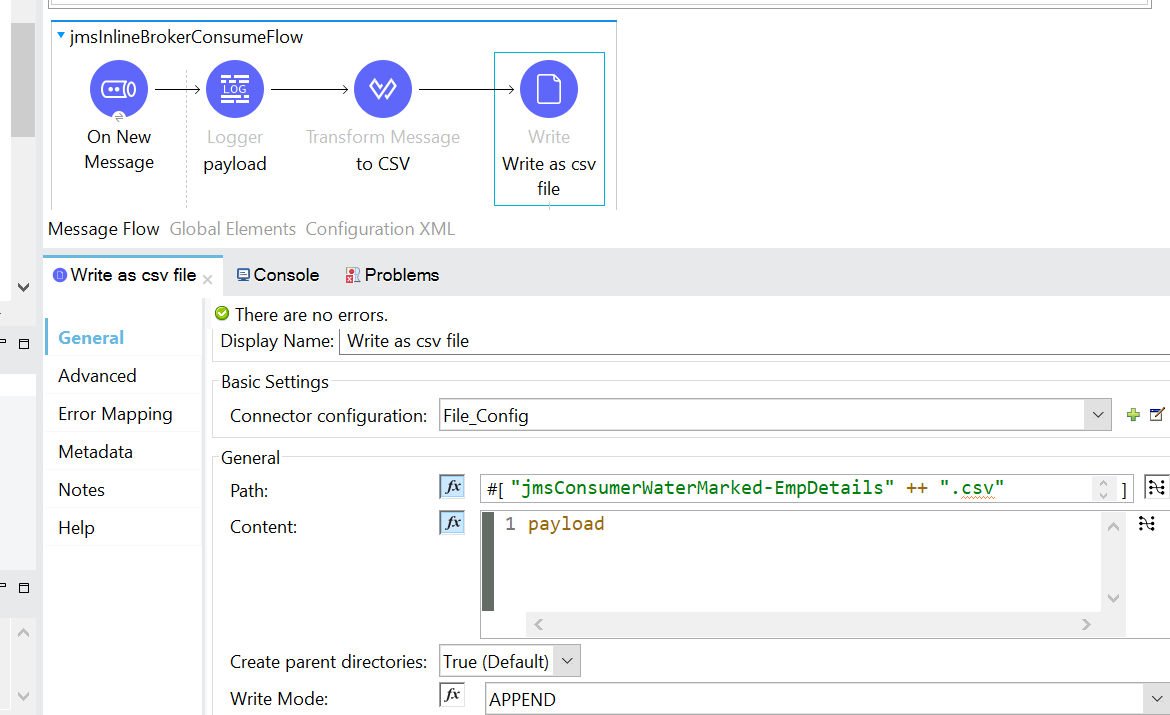 jmsInlineBrokerConsumeFlow
LOG
On New Message
Logger
payload
Transform Message
to CSV
Write
Write as csv file
Message Flow Global Elements Configuration XML
Write as csv file Console Problems
There are no errors.
General
Advanced
Error Mapping
Metadata
Notes
Help
Display Name: Write as csv file
Basic Settings
Connector configuration: File_Config
General
Path: fx #[ "jmsConsumerWaterMarked-EmpDetails" ++ ".csv" ]
Content: fx 1 payload
Create parent directories: True (Default)
Write Mode: fx APPEND